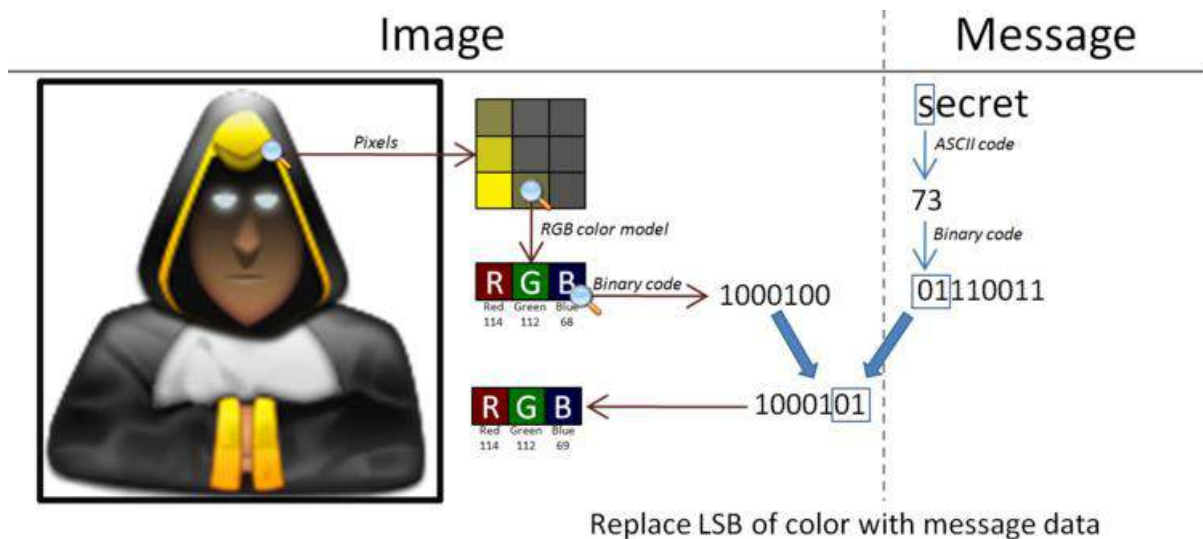 Image
Message
secret
ASCII code
73
Binary code
01110011
Pixels
RGB color model
R G B
Red Green Blue
114 112 68
Binary code
1000100
1000101
R G B
Red Green Blue
114 112 69
Replace LSB of color with message data